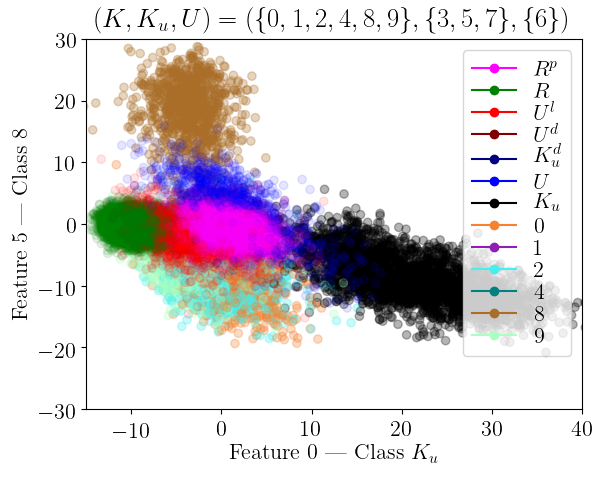 (K, K_u, U) = ({0, 1, 2, 4, 8, 9}, {3, 5, 7}, {6})
30
20
10
0
−10
−20
−30
Feature 5 — Class 8
R^p
R
U^l
U^d
K_u^d
U
K_u
0
1
2
4
8
9
−10
0
10
20
30
40
Feature 0 — Class K_u